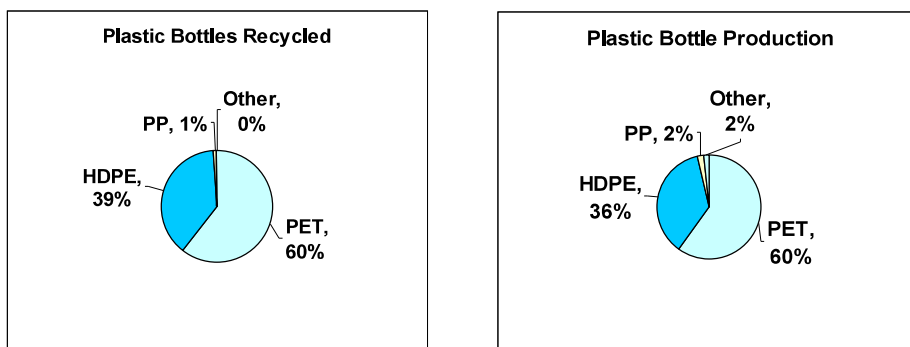 Plastic Bottles Recycled
Other,
0%
PP, 1%
HDPE,
39%
PET,
60%
Plastic Bottle Production
Other,
2%
PP, 2%
HDPE,
36%
PET,
60%